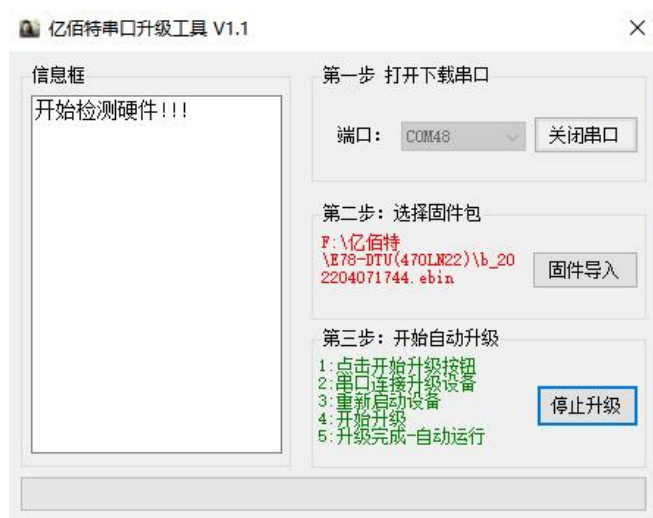 亿佰特串口升级工具 V1.1
信息框
开始检测硬件!!!
第一步 打开下载串口
端口:
COM48
关闭串口
第二步: 选择固件包
F:\亿佰特
\E78-DTU(470LN22)\b_20
2204071744.ebin
固件导入
第三步: 开始自动升级
1:点击开始升级按钮
2:串口连接升级设备
3:重新启动设备
4:开始升级
5:升级完成-自动运行
停止升级